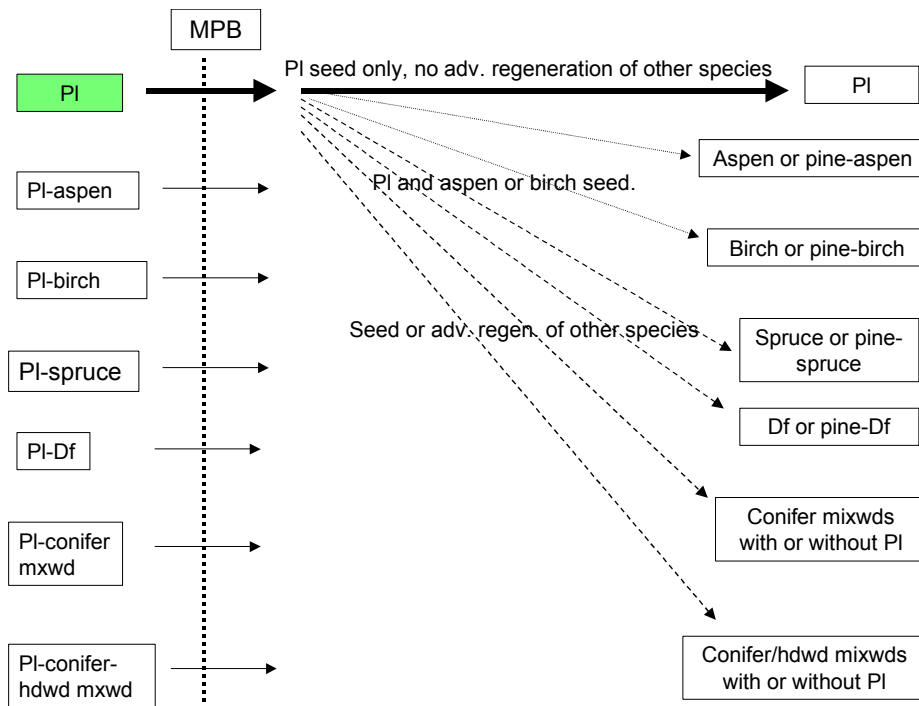 MPB
Pl seed only, no adv. regeneration of other species
Pl
Pl
Aspen or pine-aspen
Pl-aspen
Pl and aspen or birch seed.
Birch or pine-birch
Pl-birch
Seed or adv. regen. of other species
Spruce or pine-
spruce
Pl-spruce
Df or pine-Df
Pl-Df
Conifer mixwds
with or without Pl
Pl-conifer
mxwd
Conifer/hdwd mixwds
with or without Pl
Pl-conifer-
hdwd mxwd